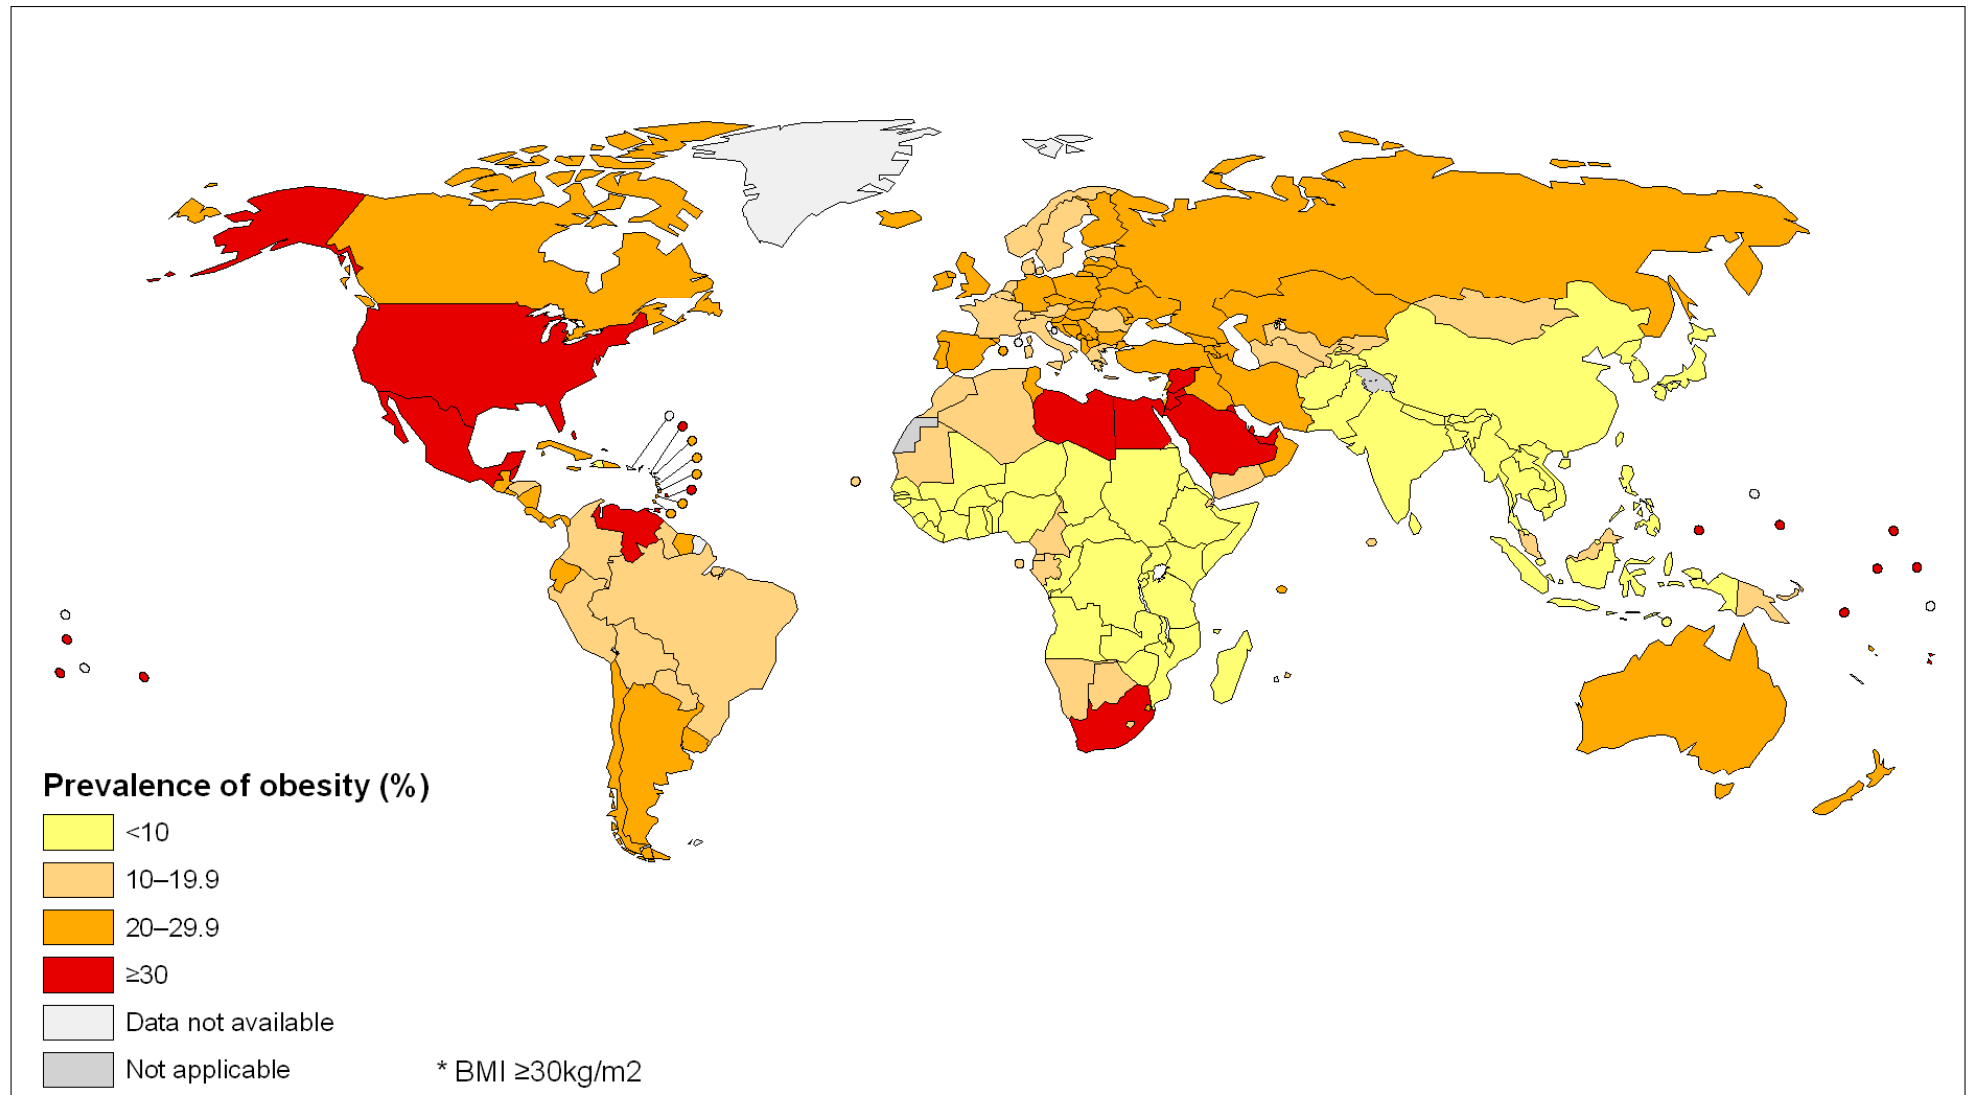 Prevalence of obesity (%)
<10
10–19.9
20–29.9
≥30
Data not available
Not applicable
* BMI ≥30kg/m2